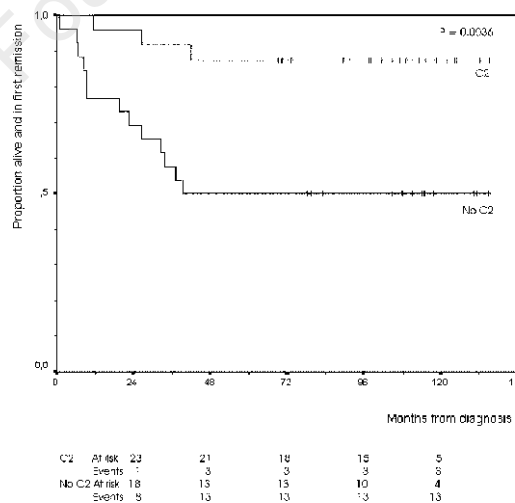 1,0
P = 0.0036
C2
Proportion alive and in first remission
,5
No C2
0,0
0 24 48 72 96 120 1
Months from diagnosis
C2 At risk 23 21 18 15 5
Events 1 3 3 3 3
No C2 At risk 18 13 13 10 4
Events 8 13 13 13 13